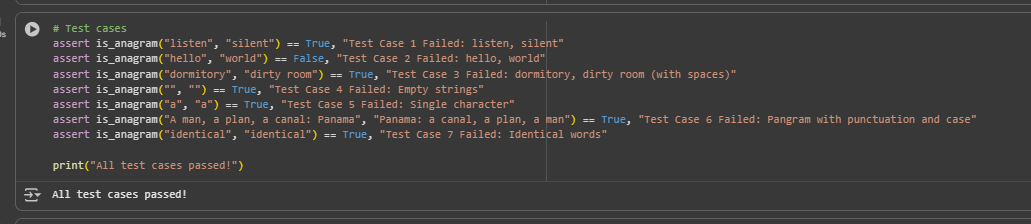 # Test cases
assert is_anagram("listen", "silent") == True, "Test Case 1 Failed: listen, silent"
assert is_anagram("hello", "world") == False, "Test Case 2 Failed: hello, world"
assert is_anagram("dormitory", "dirty room") == True, "Test Case 3 Failed: dormitory, dirty room (with spaces)"
assert is_anagram("", "") == True, "Test Case 4 Failed: Empty strings"
assert is_anagram("a", "a") == True, "Test Case 5 Failed: Single character"
assert is_anagram("A man, a plan, a canal: Panama", "Panama: a canal, a plan, a man") == True, "Test Case 6 Failed: Pangram with punctuation and case"
assert is_anagram("identical", "identical") == True, "Test Case 7 Failed: Identical words"
print("All test cases passed!")
All test cases passed!